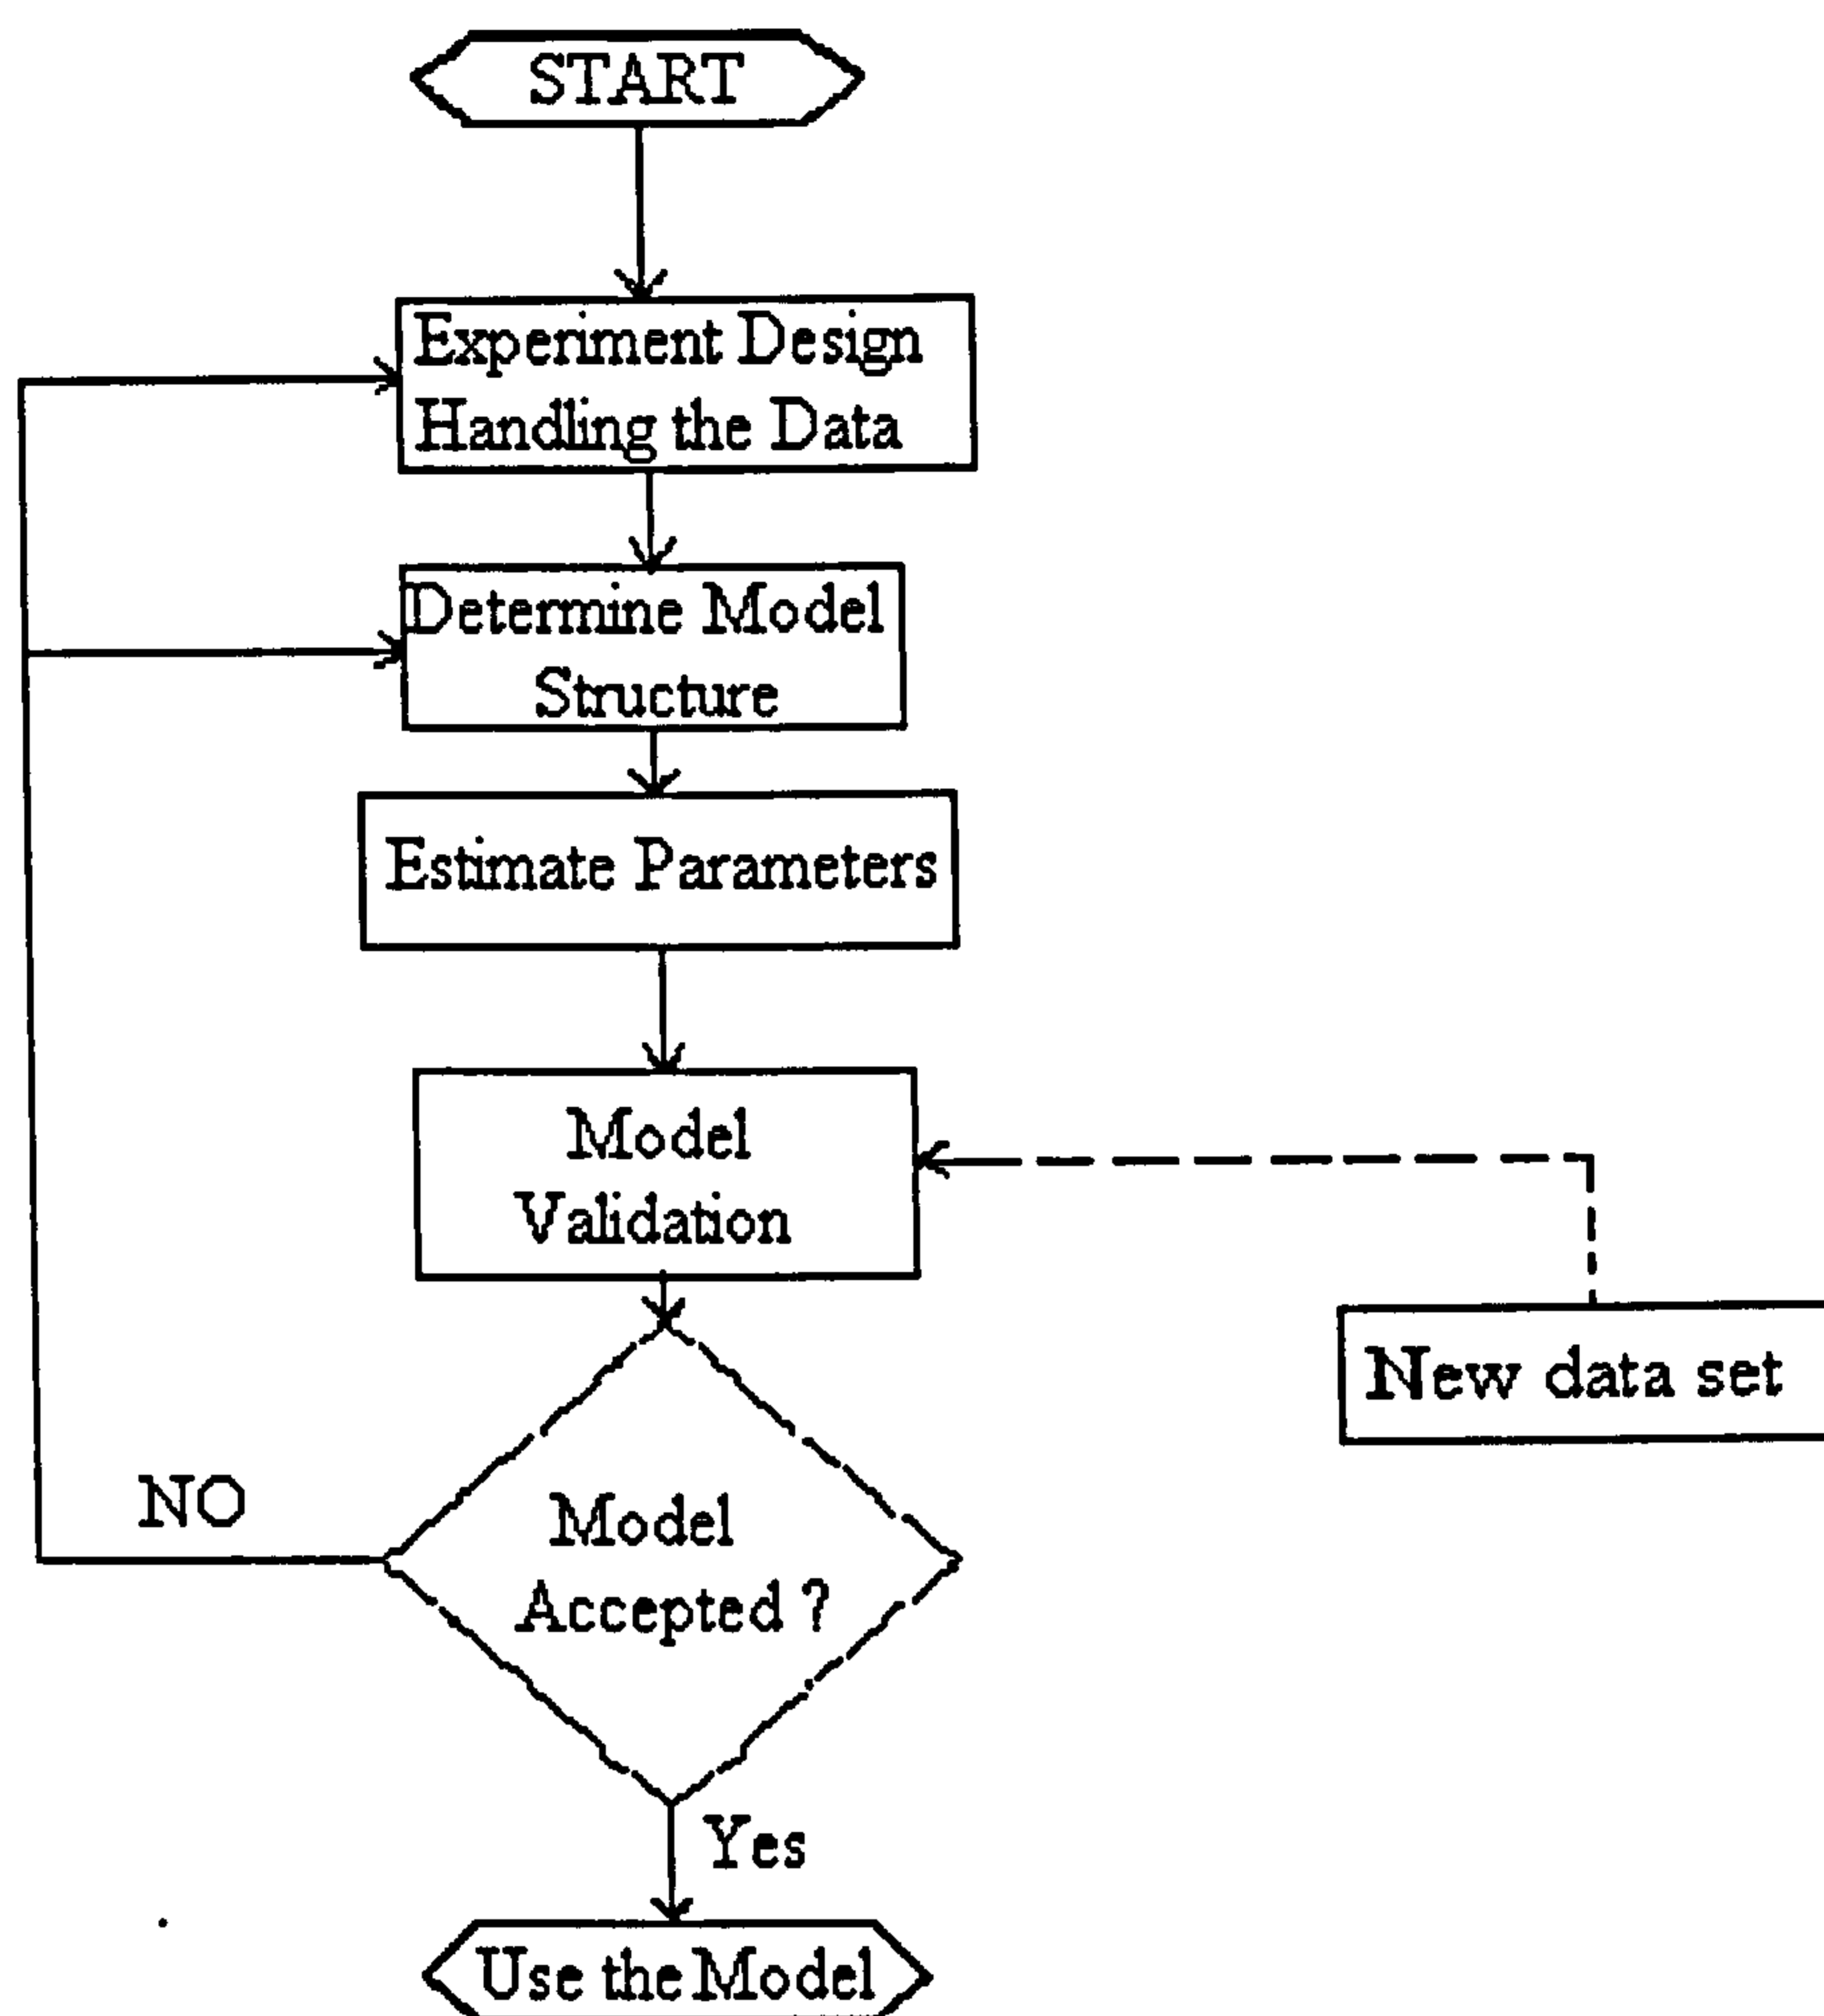 START
Experiment Design
Handling the Data
Determine Model
Structure
Estimate Parameters
Model
Validation
New data set
NO
Model
Accepted ?
Yes
Use the Model